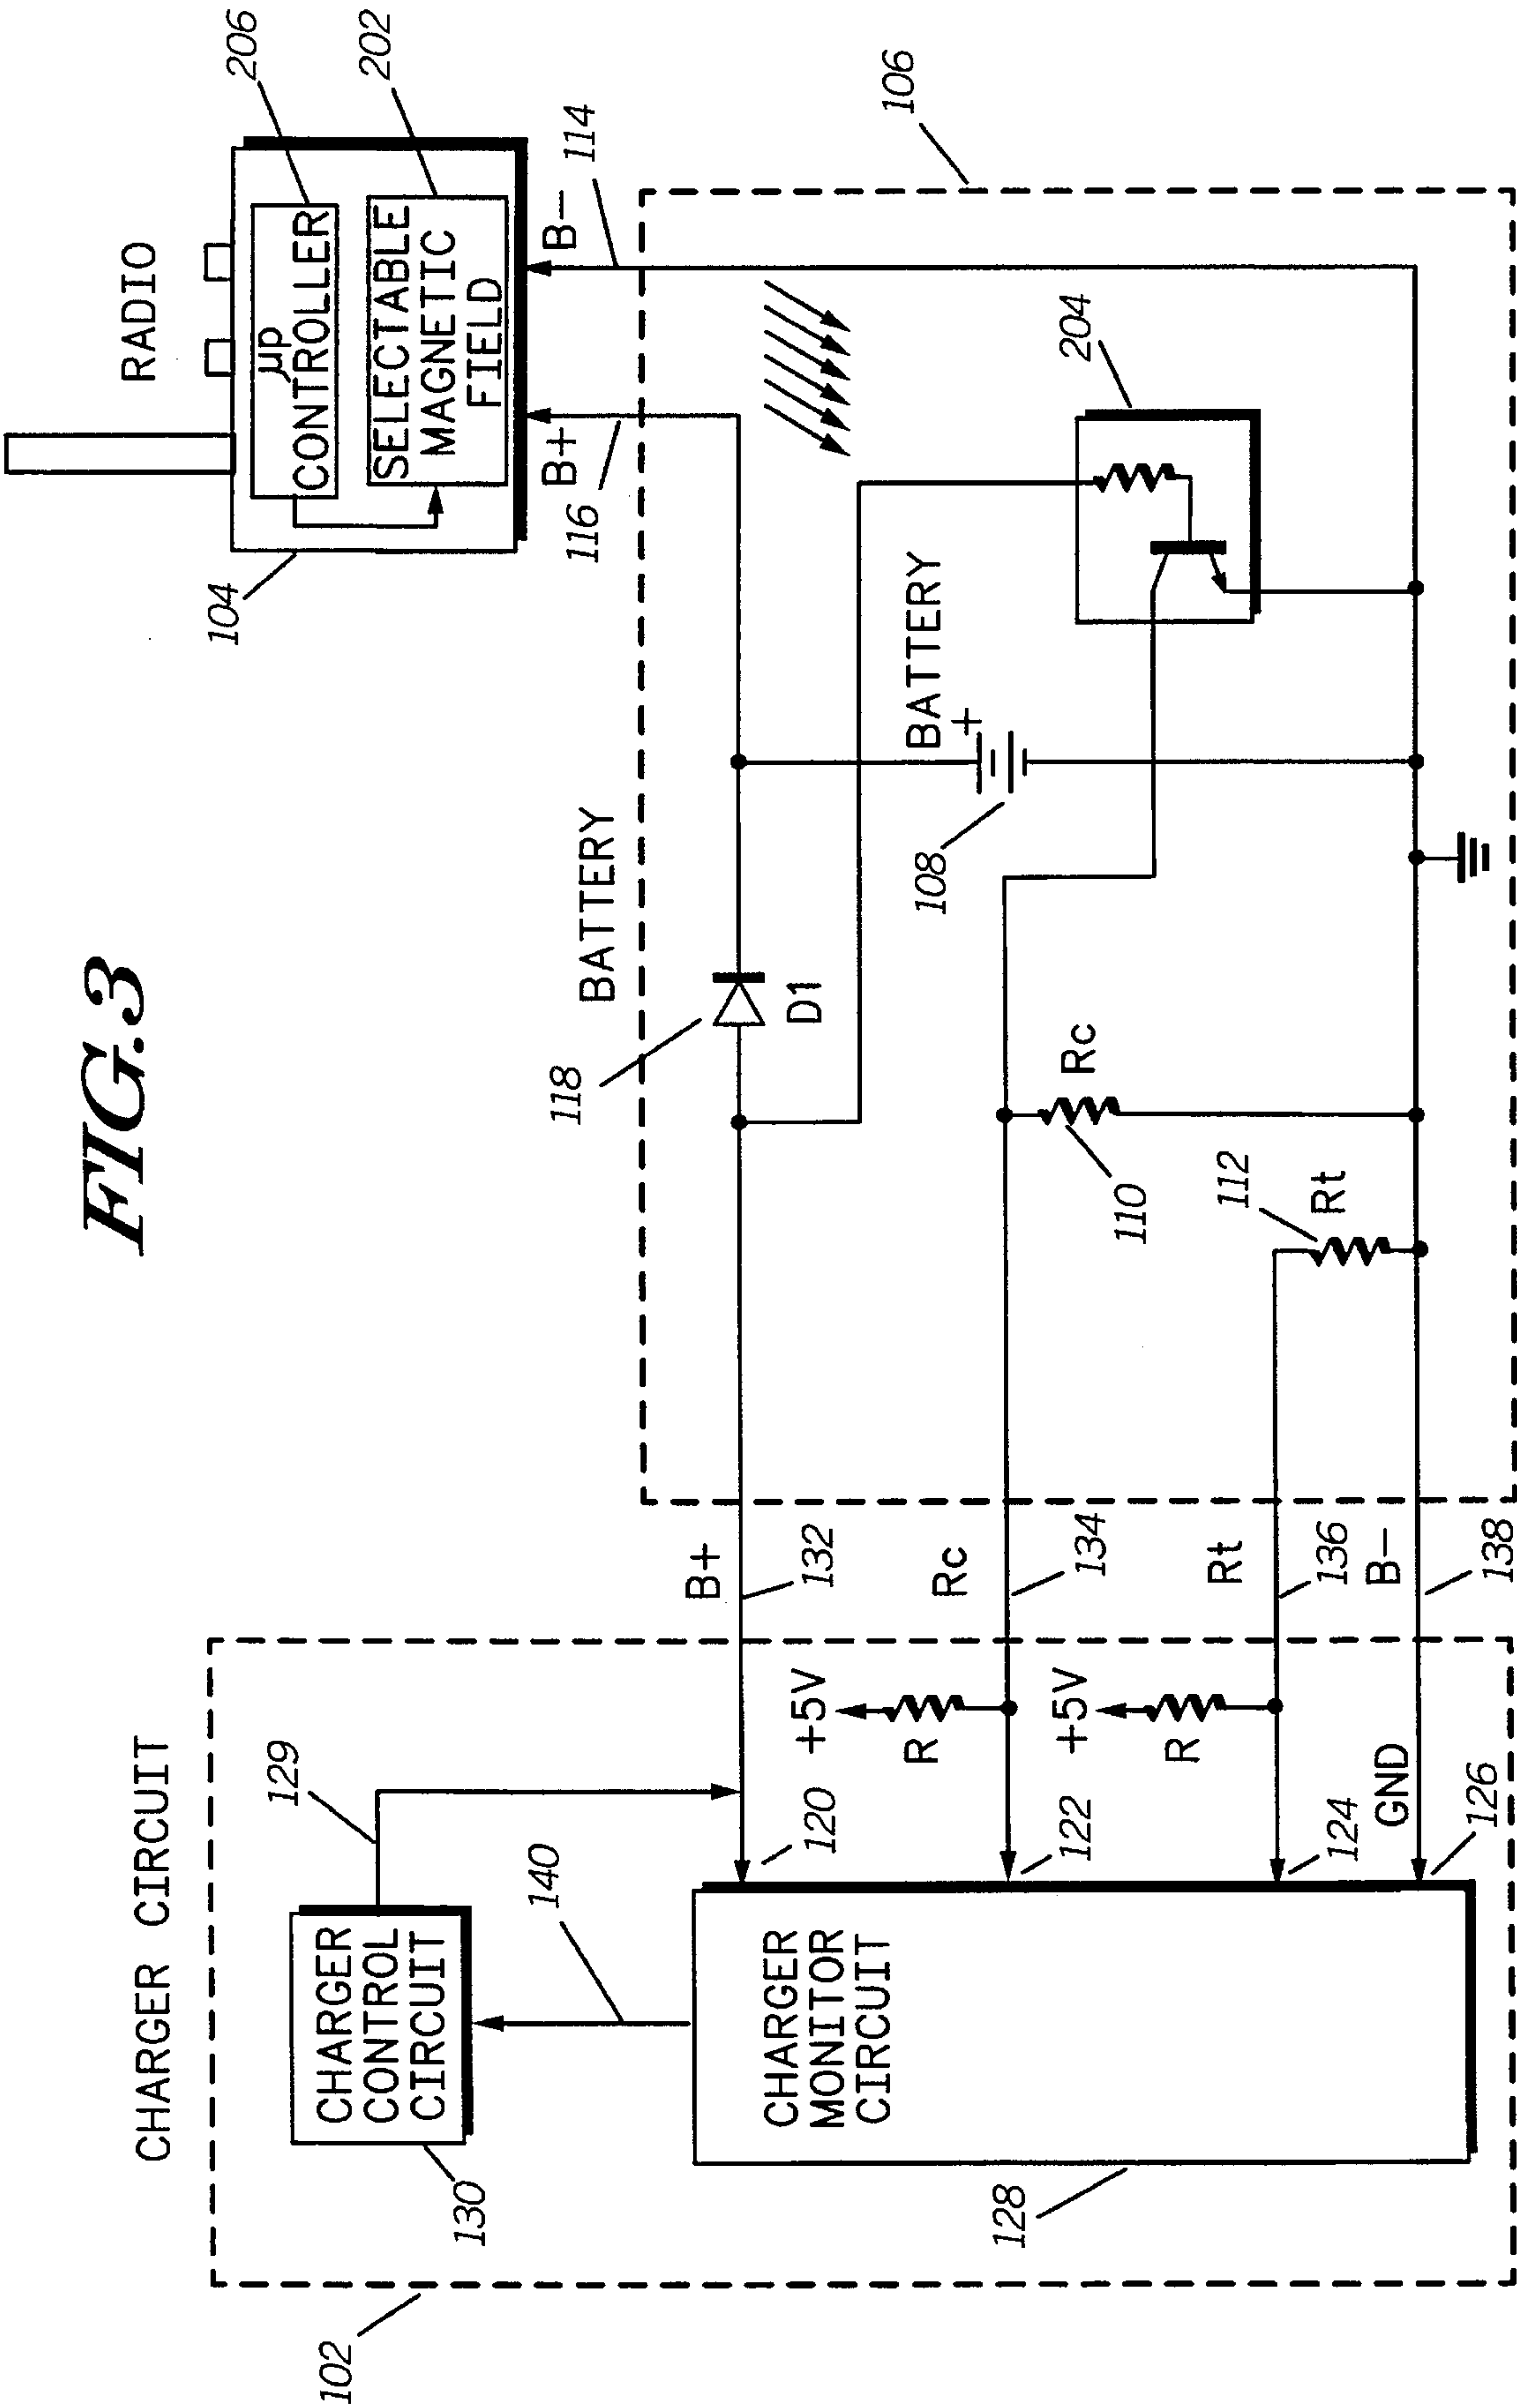 FIG.3
CHARGER CIRCUIT
102
CHARGER
CONTROL
CIRCUIT
130
129
140
CHARGER
MONITOR
CIRCUIT
128
120
122
124
GND
126
+5V
R
+5V
R
B+
132
Rc
134
Rt
136
B−
138
BATTERY
118
D1
Rc
110
112
Rt
BATTERY
+
108
204
106
RADIO
104
µp
CONTROLLER
206
SELECTABLE
MAGNETIC
FIELD
202
B+
116
B−
114